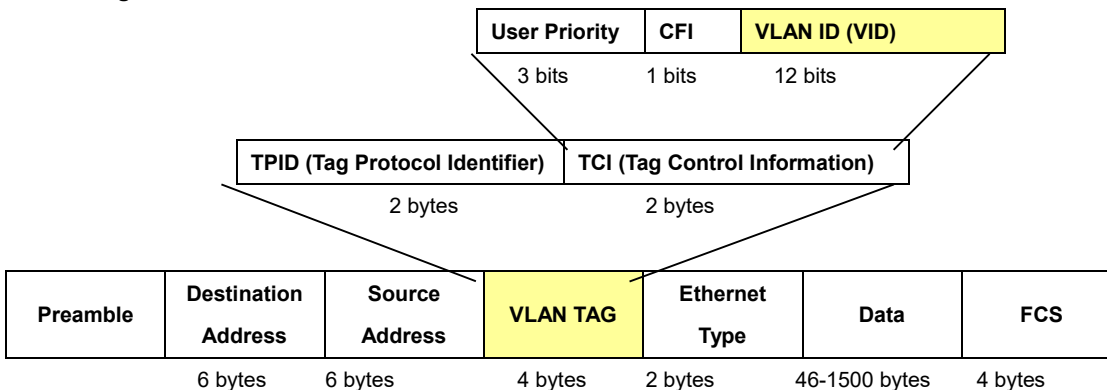 User Priority CFI VLAN ID (VID)
3 bits 1 bits 12 bits
TPID (Tag Protocol Identifier) TCI (Tag Control Information)
2 bytes 2 bytes
Preamble Destination Address Source Address VLAN TAG Ethernet Type Data FCS
6 bytes 6 bytes 4 bytes 2 bytes 46-1500 bytes 4 bytes